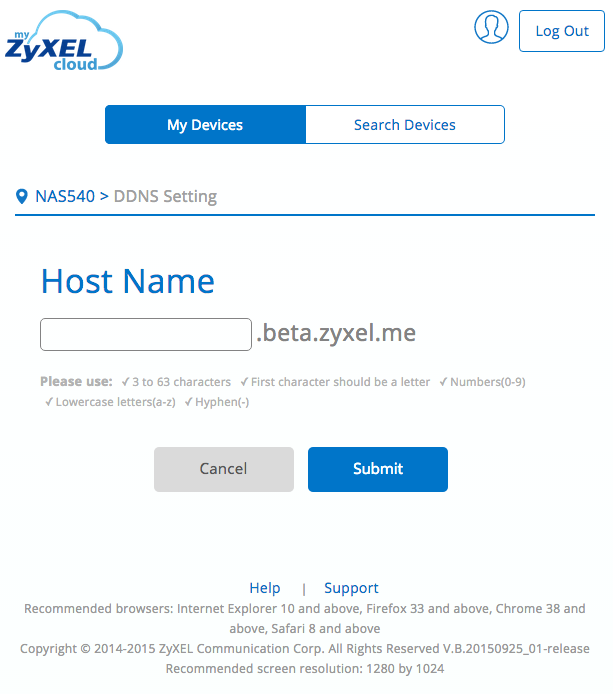 my
ZyXEL
cloud
Log Out
My Devices
Search Devices
NAS540 > DDNS Setting
Host Name
.beta.zyxel.me
Please use: ✓ 3 to 63 characters ✓ First character should be a letter ✓ Numbers(0-9)
✓ Lowercase letters(a-z) ✓ Hyphen(-)
Cancel
Submit
Help | Support
Recommended browsers: Internet Explorer 10 and above, Firefox 33 and above, Chrome 38 and
above, Safari 8 and above
Copyright © 2014-2015 ZyXEL Communication Corp. All Rights Reserved V.B.20150925_01-release
Recommended screen resolution: 1280 by 1024